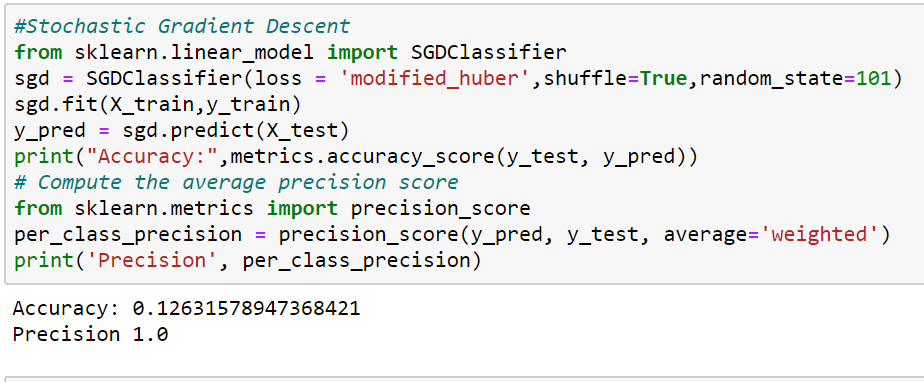 #Stochastic Gradient Descent
from sklearn.linear_model import SGDClassifier
sgd = SGDClassifier(loss = 'modified_huber',shuffle=True,random_state=101)
sgd.fit(X_train,y_train)
y_pred = sgd.predict(X_test)
print("Accuracy:",metrics.accuracy_score(y_test, y_pred))
# Compute the average precision score
from sklearn.metrics import precision_score
per_class_precision = precision_score(y_pred, y_test, average='weighted')
print('Precision', per_class_precision)
Accuracy: 0.12631578947368421
Precision 1.0